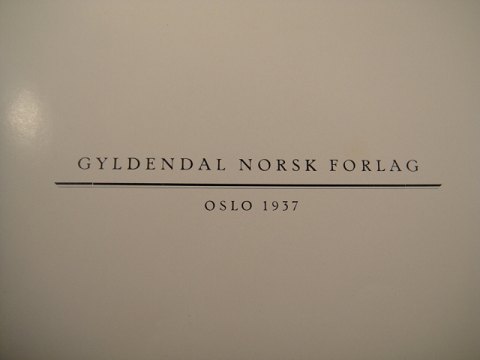 GYLDENDAL NORSK FORLAG
OSLO 1937